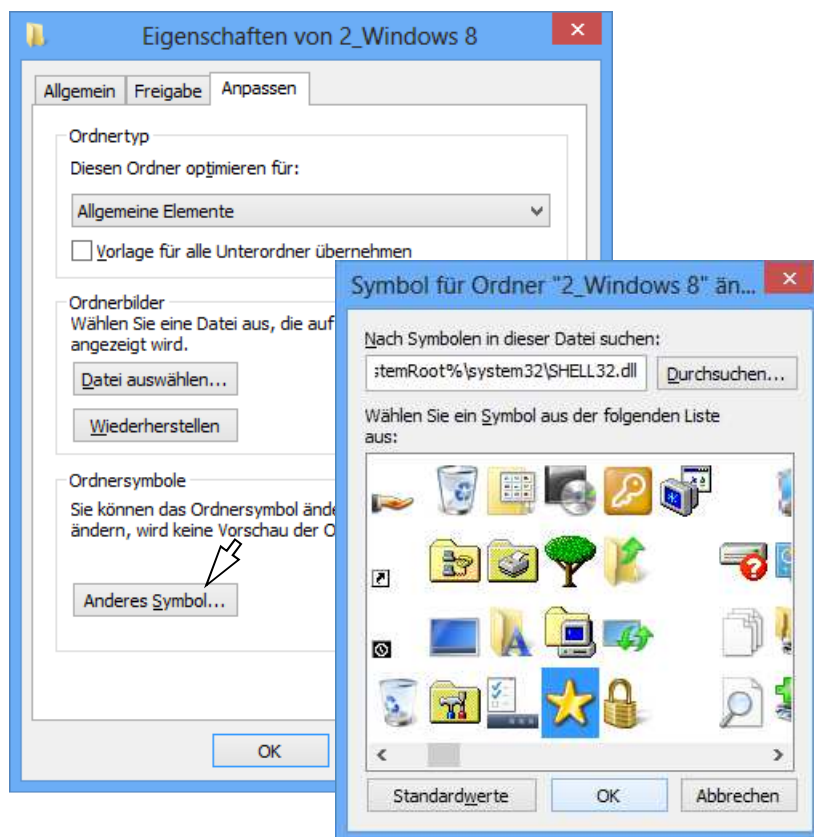 Eigenschaften von 2_Windows 8
Allgemein Freigabe Anpassen
Ordnertyp
Diesen Ordner optimieren für:
Allgemeine Elemente
Vorlage für alle Unterordner übernehmen
Ordnerbilder
Wählen Sie eine Datei aus, die auf
angezeigt wird.
Datei auswählen...
Wiederherstellen
Ordnersymbole
Sie können das Ordnersymbol ände
ändern, wird keine Vorschau der O
Anderes Symbol...
OK
Symbol für Ordner "2_Windows 8" än...
Nach Symbolen in dieser Datei suchen:
stemRoot%\system32\SHELL32.dll Durchsuchen...
Wählen Sie ein Symbol aus der folgenden Liste
aus:
Standardwerte OK Abbrechen